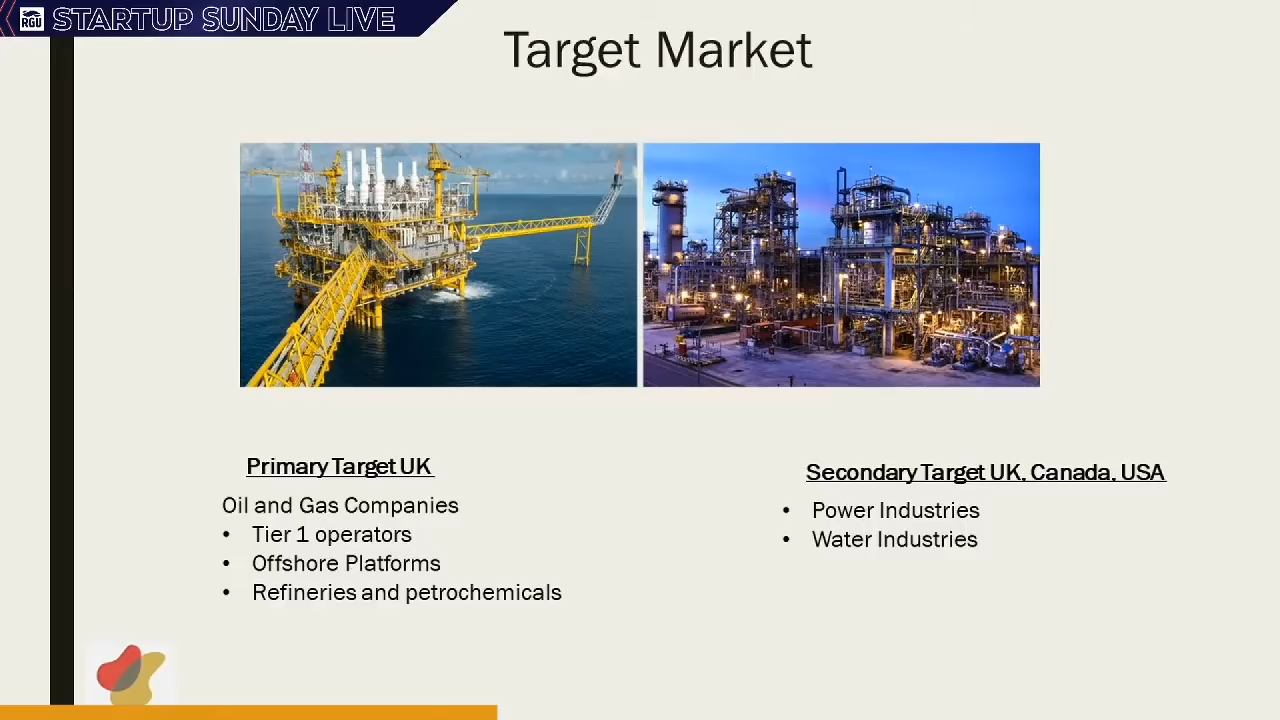 RGU
STARTUP SUNDAY LIVE
Target Market
Primary Target UK
Oil and Gas Companies
• Tier 1 operators
• Offshore Platforms
• Refineries and petrochemicals
Secondary Target UK, Canada, USA
• Power Industries
• Water Industries